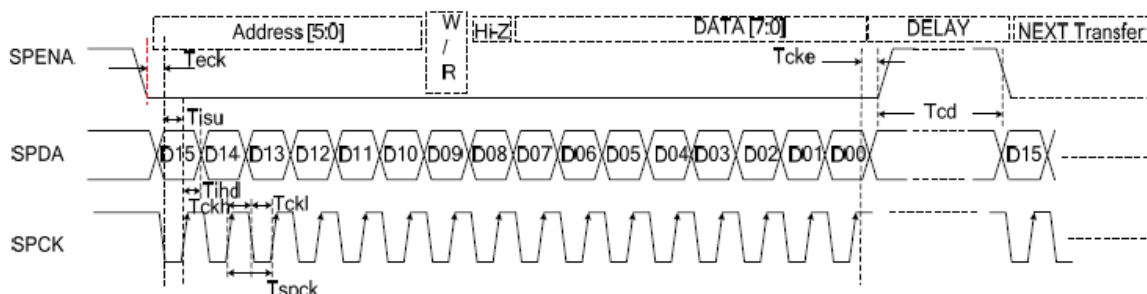 Address [5:0] W / R Hi-Z DATA [7:0] DELAY NEXT Transfer
SPENA Teck Tcke
Tcd
Tisu
SPDA D15 D14 D13 D12 D11 D10 D09 D08 D07 D06 D05 D04 D03 D02 D01 D00 D15
Tihd
Tckh Tckl
SPCK
Tspck